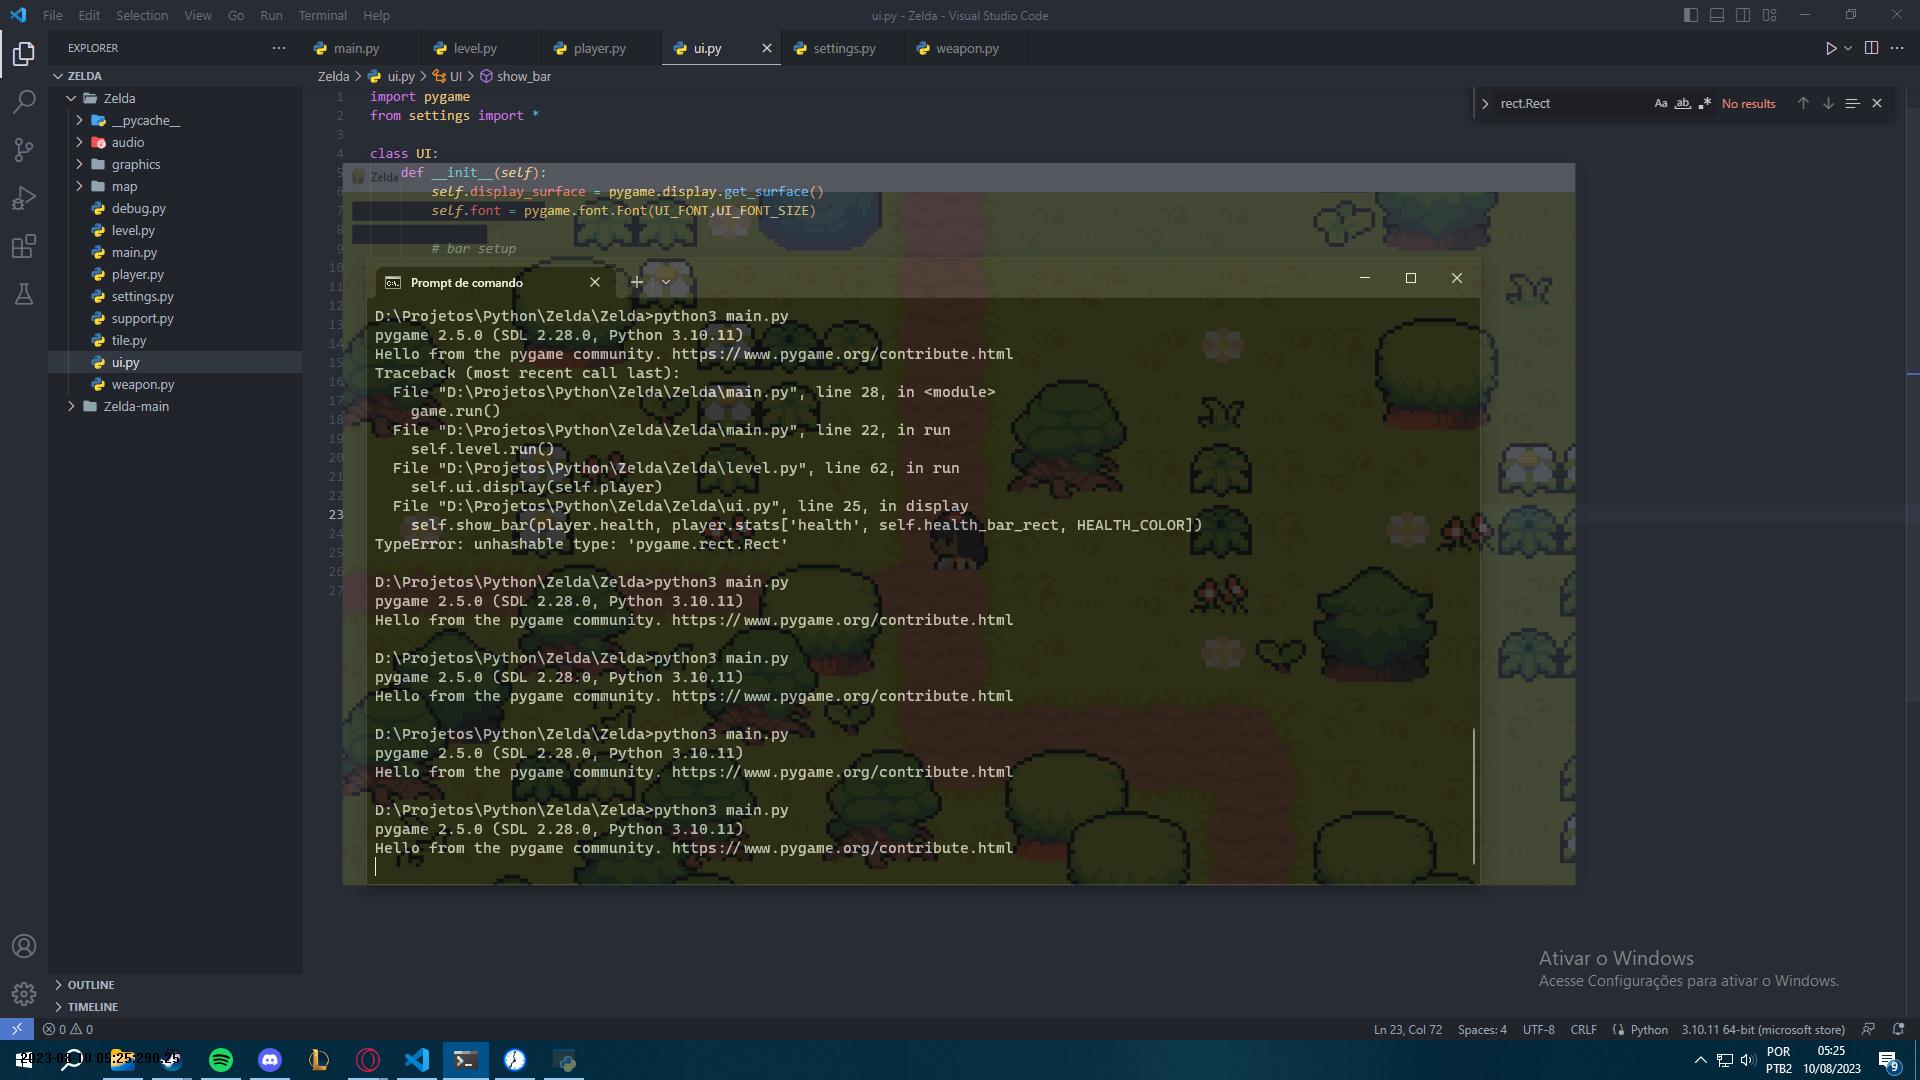 File Edit Selection View Go Run Terminal Help
ui.py - Zelda - Visual Studio Code
EXPLORER
main.py level.py player.py ui.py settings.py weapon.py
ZELDA
Zelda
__pycache__
audio
graphics
map
debug.py
level.py
main.py
player.py
settings.py
support.py
tile.py
ui.py
weapon.py
Zelda-main
OUTLINE
TIMELINE
Zelda > ui.py > UI > show_bar
rect.Rect Aa ab No results
1 import pygame
2 from settings import *
3
4 class UI:
5 def __init__(self):
6 self.display_surface = pygame.display.get_surface()
7 self.font = pygame.font.Font(UI_FONT,UI_FONT_SIZE)
8
9 # bar setup
10
11
12
13
14
15
16
17
18
19
20
21
22
23
24
25
26
27
Zelda
Prompt de comando
D:\Projetos\Python\Zelda\Zelda>python3 main.py
pygame 2.5.0 (SDL 2.28.0, Python 3.10.11)
Hello from the pygame community. https://www.pygame.org/contribute.html
Traceback (most recent call last):
File "D:\Projetos\Python\Zelda\Zelda\main.py", line 28, in <module>
game.run()
File "D:\Projetos\Python\Zelda\Zelda\main.py", line 22, in run
self.level.run()
File "D:\Projetos\Python\Zelda\Zelda\level.py", line 62, in run
self.ui.display(self.player)
File "D:\Projetos\Python\Zelda\Zelda\ui.py", line 25, in display
self.show_bar(player.health, player.stats['health', self.health_bar_rect, HEALTH_COLOR])
TypeError: unhashable type: 'pygame.rect.Rect'
D:\Projetos\Python\Zelda\Zelda>python3 main.py
pygame 2.5.0 (SDL 2.28.0, Python 3.10.11)
Hello from the pygame community. https://www.pygame.org/contribute.html
D:\Projetos\Python\Zelda\Zelda>python3 main.py
pygame 2.5.0 (SDL 2.28.0, Python 3.10.11)
Hello from the pygame community. https://www.pygame.org/contribute.html
D:\Projetos\Python\Zelda\Zelda>python3 main.py
pygame 2.5.0 (SDL 2.28.0, Python 3.10.11)
Hello from the pygame community. https://www.pygame.org/contribute.html
D:\Projetos\Python\Zelda\Zelda>python3 main.py
pygame 2.5.0 (SDL 2.28.0, Python 3.10.11)
Hello from the pygame community. https://www.pygame.org/contribute.html
Ativar o Windows
Acesse Configurações para ativar o Windows.
0 0
Ln 23, Col 72 Spaces: 4 UTF-8 CRLF Python 3.10.11 64-bit (microsoft store)
POR
PTB2
05:25
10/08/2023
9